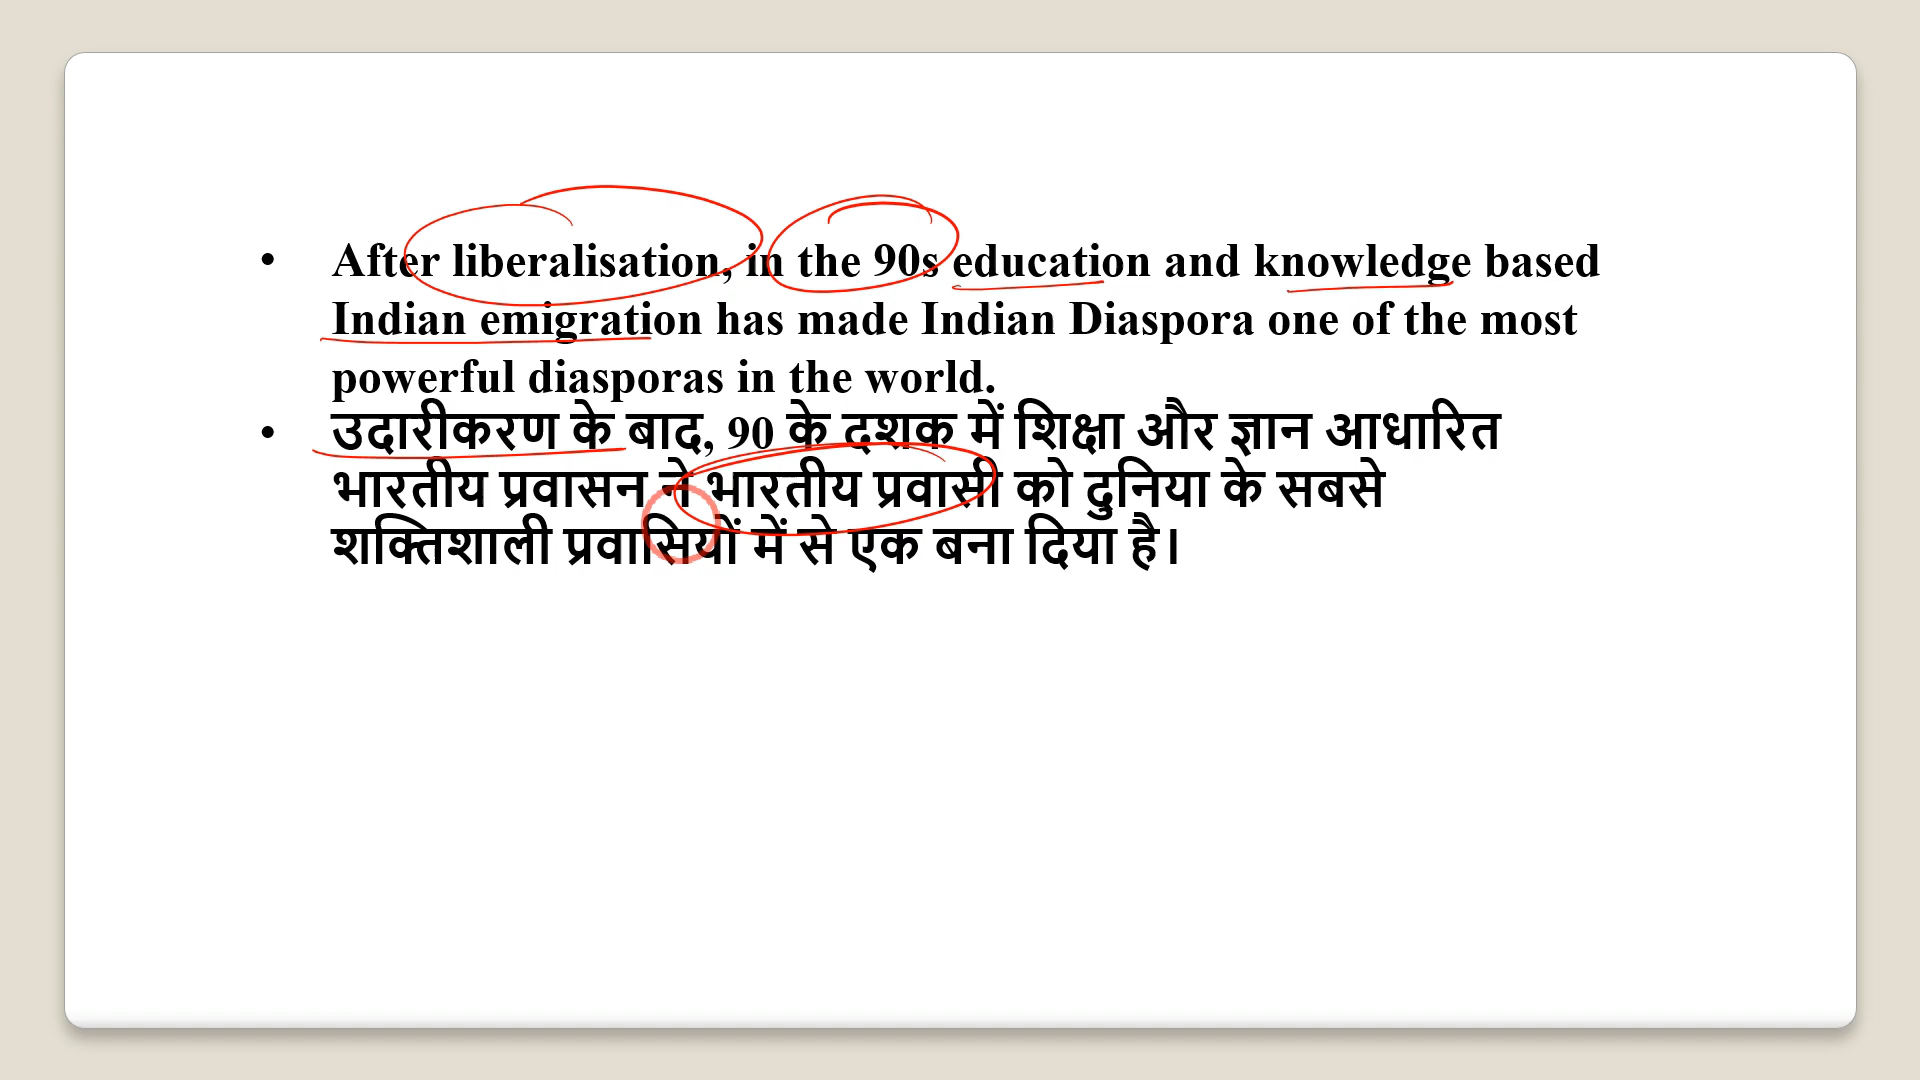 • After liberalisation, in the 90s education and knowledge based
Indian emigration has made Indian Diaspora one of the most
powerful diasporas in the world.
• उदारीकरण के बाद, 90 के दशक में शिक्षा और ज्ञान आधारित
भारतीय प्रवासन ने भारतीय प्रवासी को दुनिया के सबसे
शक्तिशाली प्रवासियों में से एक बना दिया है।